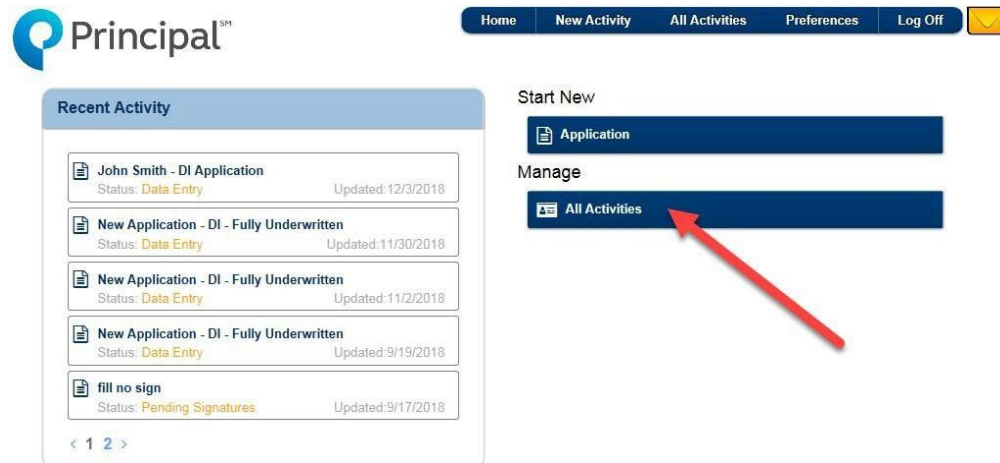 Principal℠
Home New Activity All Activities Preferences Log Off
Recent Activity
John Smith - DI Application
Status: Data Entry Updated:12/3/2018
New Application - DI - Fully Underwritten
Status: Data Entry Updated:11/30/2018
New Application - DI - Fully Underwritten
Status: Data Entry Updated:11/2/2018
New Application - DI - Fully Underwritten
Status: Data Entry Updated:9/19/2018
fill no sign
Status: Pending Signatures Updated:9/17/2018
< 1 2 >
Start New
Application
Manage
All Activities